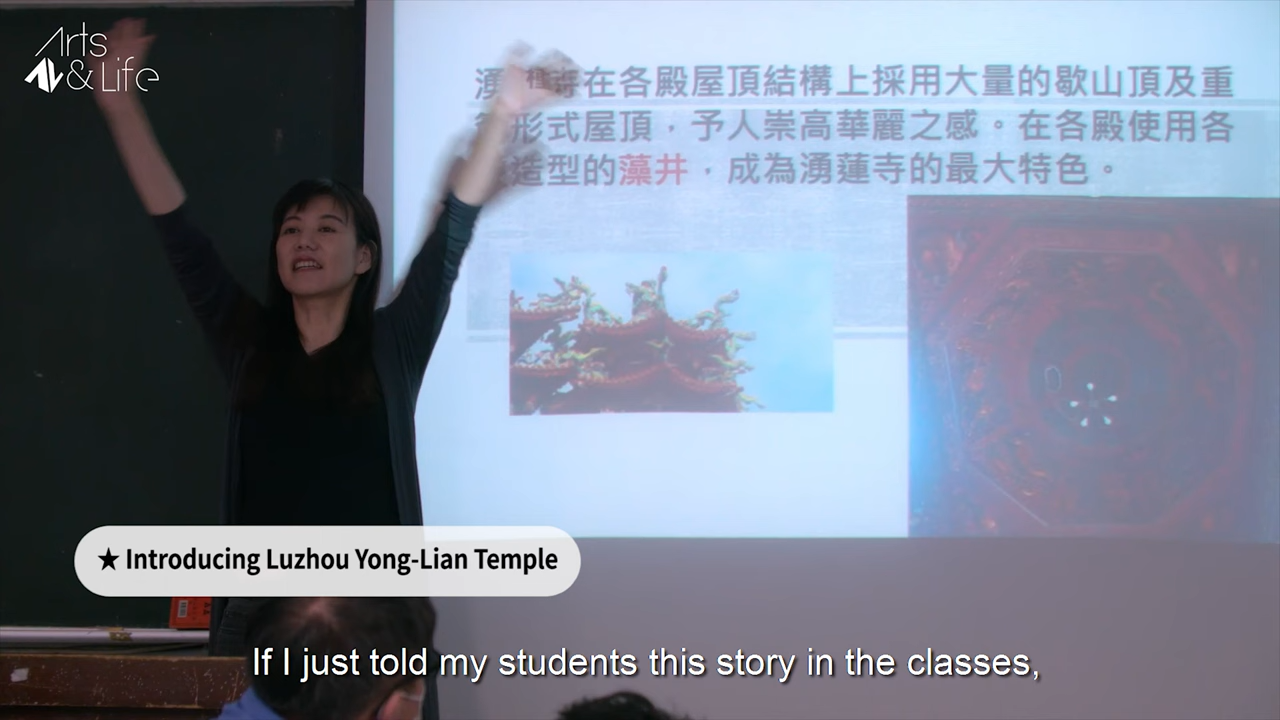 Arts
& Life
湧蓮寺在各殿屋頂結構上採用大量的歇山頂及重
形式屋頂,予人崇高華麗之感。在各殿使用各
造型的藻井,成為湧蓮寺的最大特色。
★ Introducing Luzhou Yong-Lian Temple
If I just told my students this story in the classes,